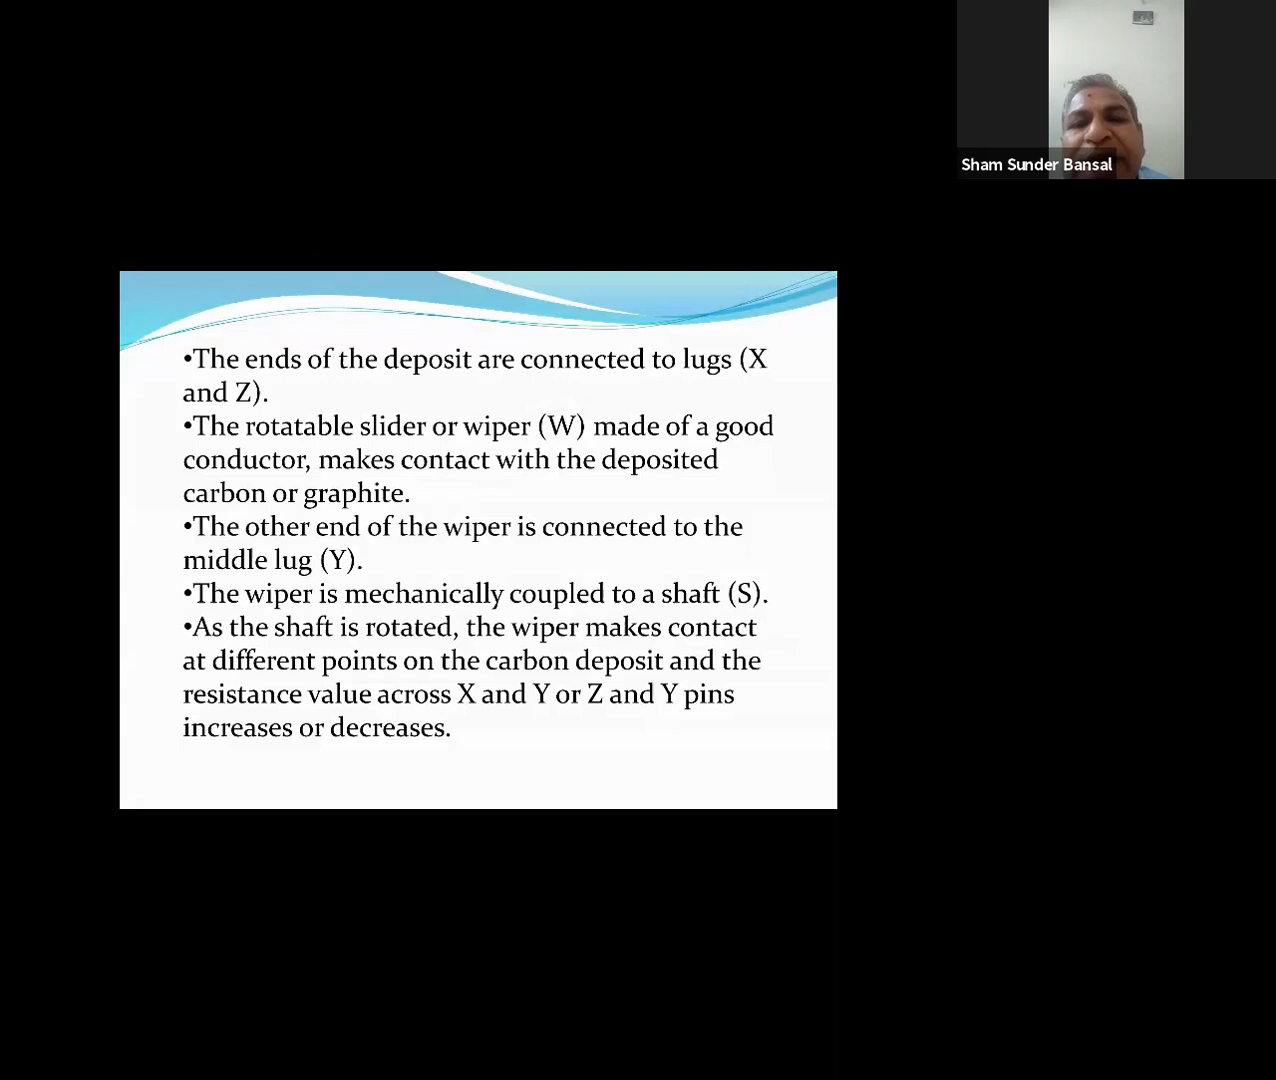 Sham Sunder Bansal
•The ends of the deposit are connected to lugs (X
and Z).
•The rotatable slider or wiper (W) made of a good
conductor, makes contact with the deposited
carbon or graphite.
•The other end of the wiper is connected to the
middle lug (Y).
•The wiper is mechanically coupled to a shaft (S).
•As the shaft is rotated, the wiper makes contact
at different points on the carbon deposit and the
resistance value across X and Y or Z and Y pins
increases or decreases.